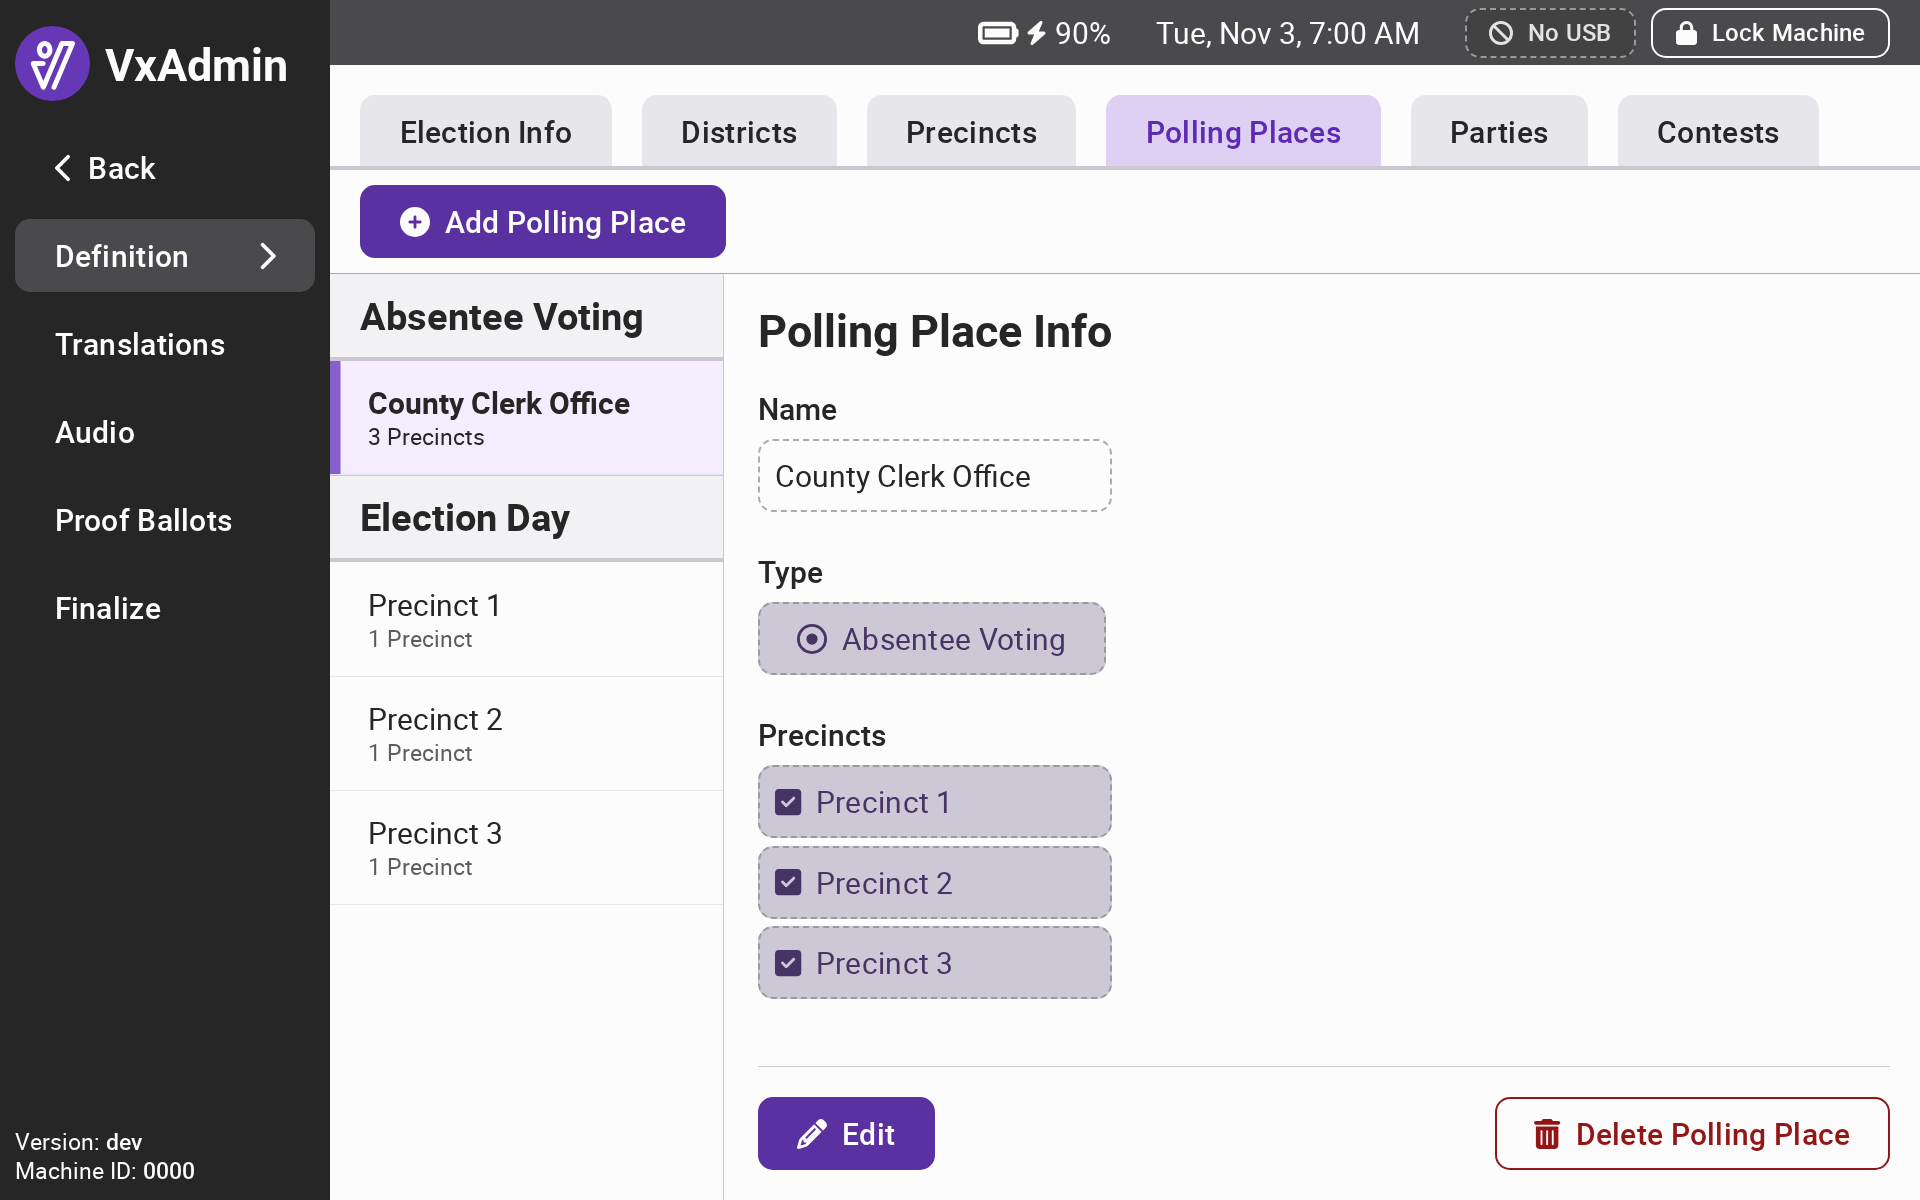 VxAdmin
Back
Definition
Translations
Audio
Proof Ballots
Finalize
Version: dev
Machine ID: 0000
90%
Tue, Nov 3, 7:00 AM
No USB
Lock Machine
Election Info
Districts
Precincts
Polling Places
Parties
Contests
Add Polling Place
Absentee Voting
County Clerk Office
3 Precincts
Election Day
Precinct 1
1 Precinct
Precinct 2
1 Precinct
Precinct 3
1 Precinct
Polling Place Info
Name
County Clerk Office
Type
Absentee Voting
Precincts
Precinct 1
Precinct 2
Precinct 3
Edit
Delete Polling Place